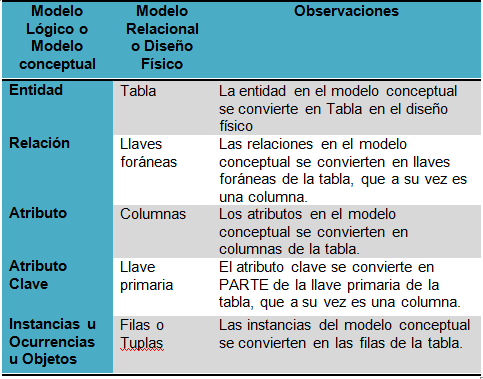 Modelo Lógico o Modelo conceptual
Modelo Relacional o Diseño Físico
Observaciones
Entidad
Tabla
La entidad en el modelo conceptual
se convierte en Tabla en el diseño
físico
Relación
Llaves
foráneas
Las relaciones en el modelo
conceptual se convierten en llaves
foráneas de la tabla, que a su vez es
una columna.
Atributo
Columnas
Los atributos en el modelo
conceptual se convierten en
columnas de la tabla.
Atributo
Clave
Llave
primaria
El atributo clave se convierte en
PARTE de la llave primaria de la
tabla, que a su vez es una columna.
Instancias u
Ocurrencias
u Objetos
Filas o
Tuplas
Las instancias del modelo conceptual
se convierten en las filas de la tabla.